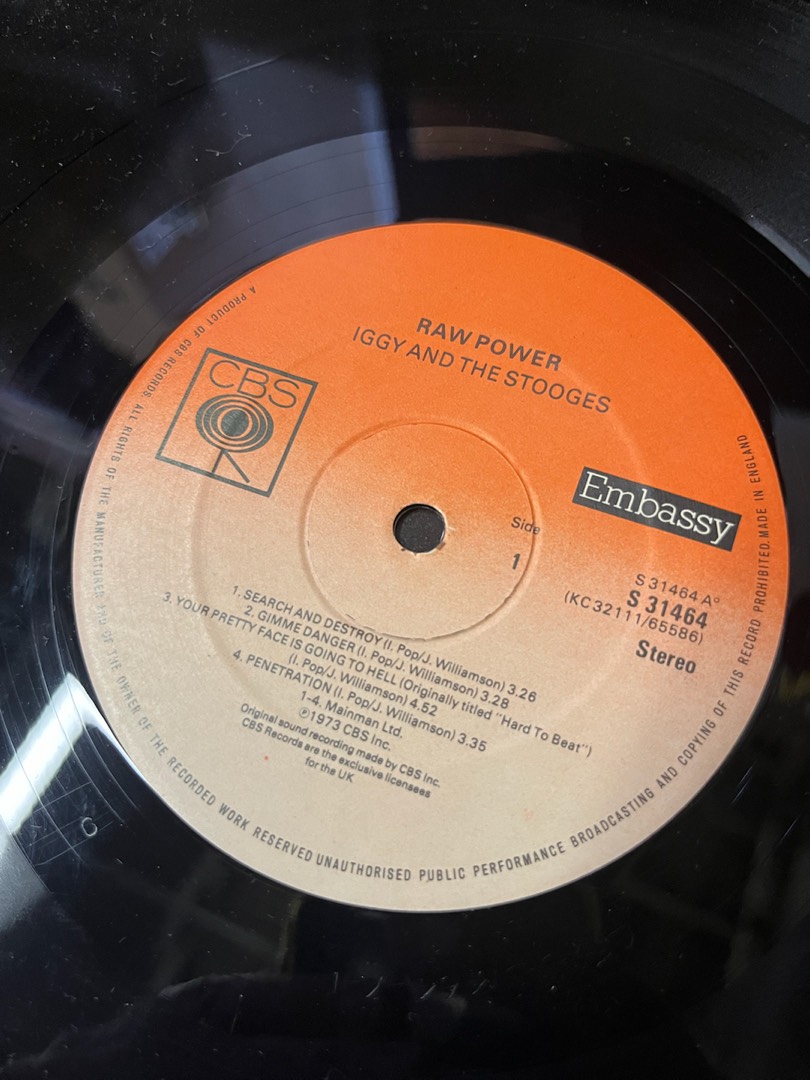 RAW POWER
IGGY AND THE STOOGES
CBS
Embassy
Side
1
S 31464 A°
S 31464
(KC 32111/65586)
Stereo
1. SEARCH AND DESTROY (I. Pop/J. Williamson) 3.26
2. GIMME DANGER (I. Pop/J. Williamson) 3.28
3. YOUR PRETTY FACE IS GOING TO HELL (Originally titled "Hard To Beat")
(I. Pop/J. Williamson) 4.52
4. PENETRATION (I. Pop/J. Williamson) 3.35
1-4. Mainman Ltd.
℗1973 CBS Inc.
Original sound recording made by CBS Inc.
CBS Records are the exclusive licensees
for the UK
A PRODUCT OF CBS RECORDS. ALL RIGHTS OF THE MANUFACTURER AND OF THE OWNER OF THE RECORDED WORK RESERVED UNAUTHORISED PUBLIC PERFORMANCE BROADCASTING AND COPYING OF THIS RECORD PROHIBITED. MADE IN ENGLAND